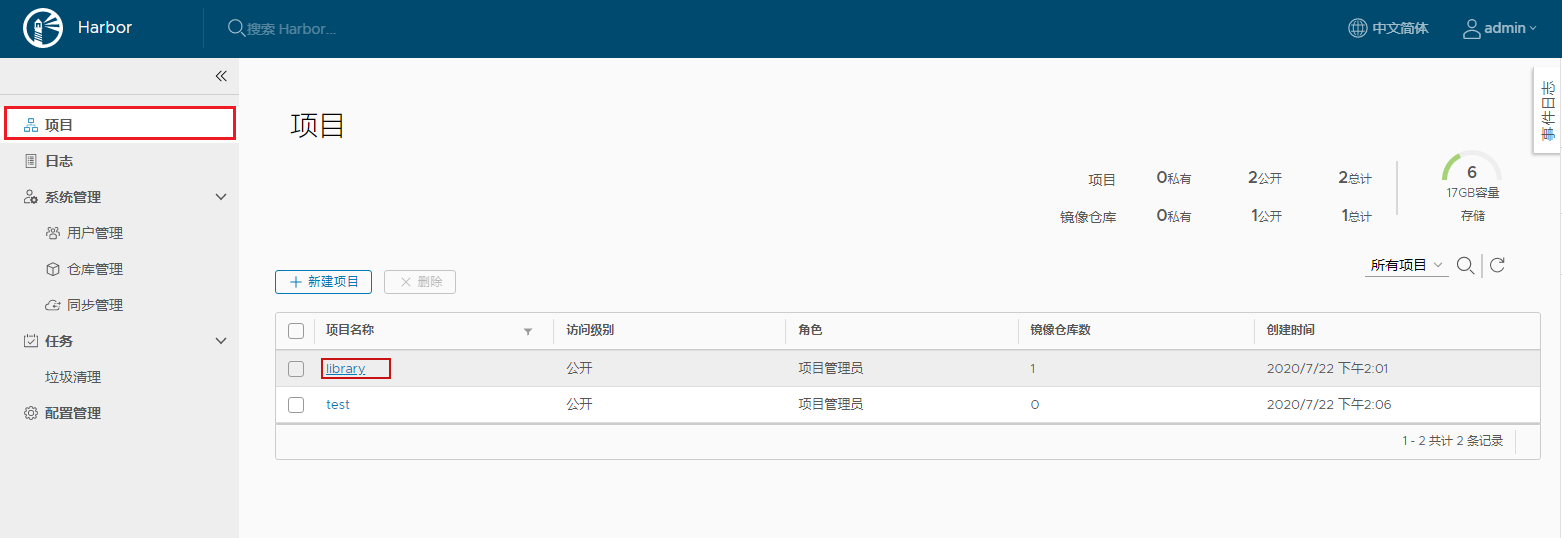 Harbor
搜索 Harbor...
中文简体
admin
事件日志
项目
日志
系统管理
用户管理
仓库管理
同步管理
任务
垃圾清理
配置管理
项目
项目 0私有 2公开 2总计
镜像仓库 0私有 1公开 1总计
6
17GB容量
存储
所有项目
新建项目 删除
项目名称 访问级别 角色 镜像仓库数 创建时间
library 公开 项目管理员 1 2020/7/22 下午2:01
test 公开 项目管理员 0 2020/7/22 下午2:06
1 - 2 共计 2 条记录